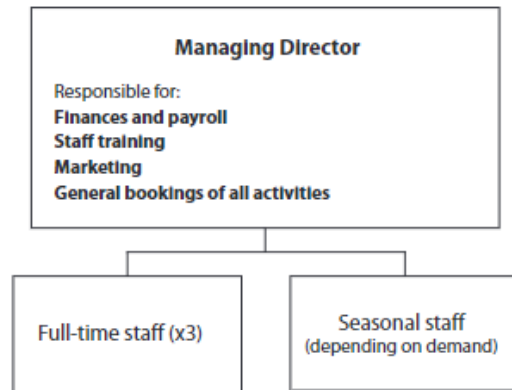 Managing Director
Responsible for:
Finances and payroll
Staff training
Marketing
General bookings of all activities
Full-time staff (x3)
Seasonal staff
(depending on demand)